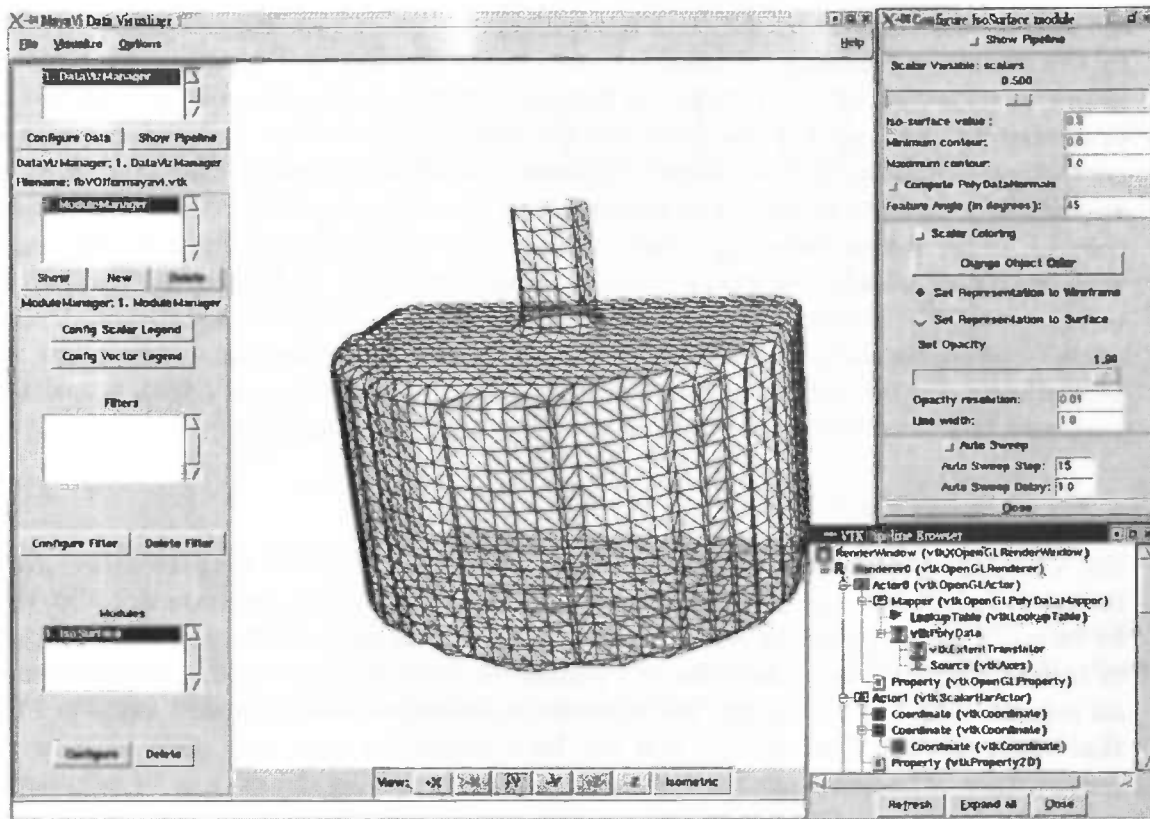 MayaVi Data Visualizer
File Visualize Options Help
1. DataVizManager
Configure Data Show Pipeline
DataVizManager: 1. DataVizManager
Filename: fbVOIformayavi.vtk
1. ModuleManager
Show New Delete
ModuleManager: 1. ModuleManager
Config Scalar Legend
Config Vector Legend
Filters
Configure Filter Delete Filter
Modules
1. IsoSurface
Configure Delete
View: +X Isometric
Configure IsoSurface module
Show Pipeline
Scalar Variable: scalars
0.500
Iso-surface value : 0.5
Minimum contour: 0.0
Maximum contour: 1.0
Compute PolyDataNormals
Feature Angle (in degrees): 45
Scalar Coloring
Change Object Color
Set Representation to Wireframe
Set Representation to Surface
Set Opacity
1.00
Opacity resolution: 0.01
Line width: 1.0
Auto Sweep
Auto Sweep Step: 15
Auto Sweep Delay: 1.0
Close
VTK Pipeline Browser
RenderWindow (vtkXOpenGLRenderWindow)
Renderer0 (vtkOpenGLRenderer)
Actor0 (vtkOpenGLActor)
Mapper (vtkOpenGLPolyDataMapper)
LookupTable (vtkLookupTable)
vtkPolyData
vtkExtentTranslator
Source (vtkAxes)
Property (vtkOpenGLProperty)
Actor1 (vtkScalarBarActor)
Coordinate (vtkCoordinate)
Coordinate (vtkCoordinate)
Coordinate (vtkCoordinate)
Property (vtkProperty2D)
Refresh Expand all Close